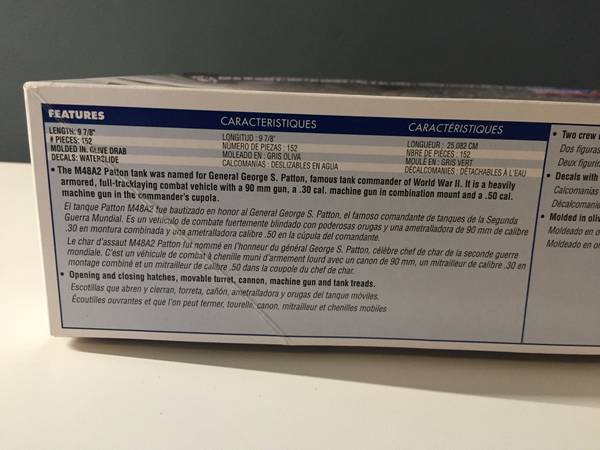 FEATURES
LENGTH: 9 7/8"
# PIECES: 152
MOLDED IN: OLIVE DRAB
DECALS: WATERSLIDE
CARACTERISTIQUES
LONGITUD : 9 7/8"
NUMERO DE PIEZAS : 152
MOLEADO EN : GRIS OLIVA
CALCOMANIAS : DESLIZABLES EN AGUA
CARACTÉRISTIQUES
LONGUEUR : 25,082 CM
NBRE DE PIÈCES : 152
MOULÉ EN : GRIS VERT
DÉCALCOMANIES : DÉTACHABLES À L'EAU
• The M48A2 Patton tank was named for General George S. Patton, famous tank commander of World War II. It is a heavily
armored, full-tracklaying combat vehicle with a 90 mm gun, a .30 cal. machine gun in combination mount and a .50 cal.
machine gun in the commander's cupola.
El tanque Patton M48A2 fue bautizado en honor al General George S. Patton, el famoso comandante de tanques de la Segunda
Guerra Mundial. Es un vehículo de combate fuertemente blindado con poderosas orugas y una ametralladora de 90 mm de calibre
.30 en montura combinada y una ametralladora calibre .50 en la cúpula del comandante.
Le char d'assaut M48A2 Patton fut nommé en l'honneur du général George S. Patton, célèbre chef de char de la seconde guerre
mondiale. C'est un véhicule de combat à chenille muni d'armement lourd avec un canon de 90 mm, un mitrailleur de calibre .30 en
montage combiné et un mitrailleur de calibre .50 dans la coupole du chef de char.
• Opening and closing hatches, movable turret, cannon, machine gun and tank treads.
Escotillas que abren y cierran, torreta, cañón, ametralladora y orugas del tanque móviles.
Écoutilles ouvrantes et que l'on peut fermer, tourelle, canon, mitrailleur et chenilles mobiles
• Two crew
Dos figuras
Deux figurin
• Decals with
Calcomanías
Décalcomanie
• Molded in oliv
Moldeado en o
Moldeado en ol